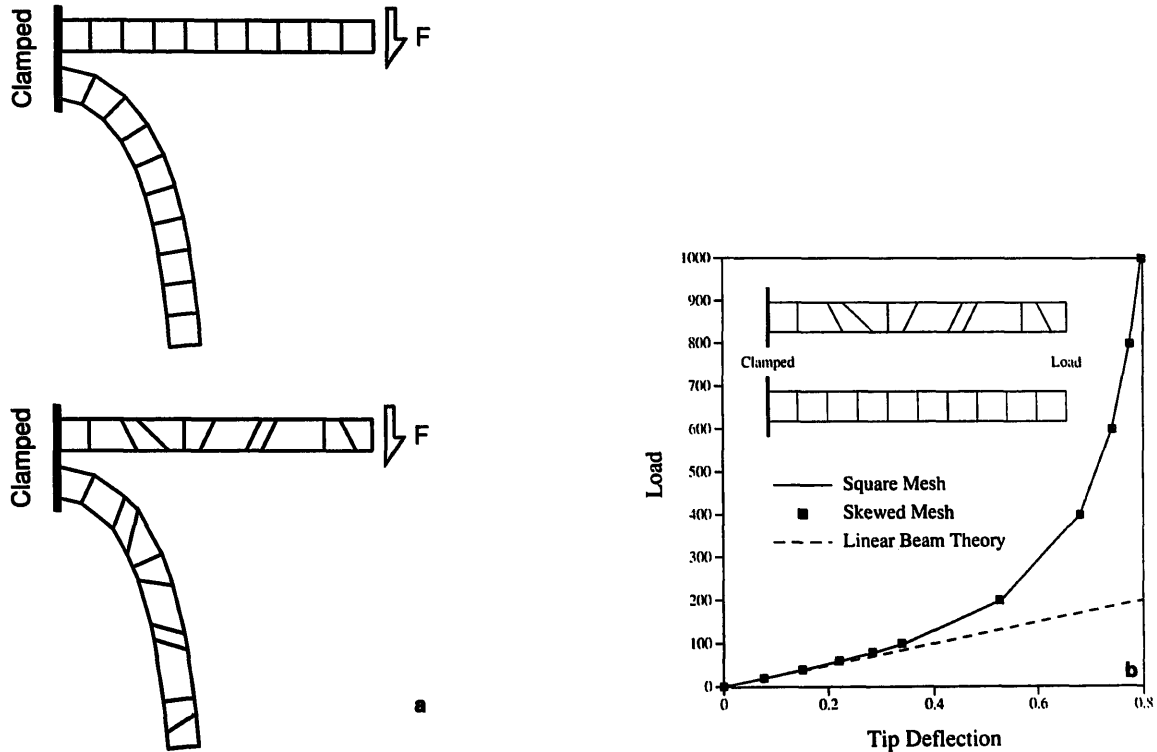 Clamped
F
Clamped
F
a
1000
900
800
700
600
500
400
300
200
100
0
Load
Clamped
Load
Square Mesh
Skewed Mesh
Linear Beam Theory
b
0
0.2
0.4
0.6
0.8
Tip Deflection